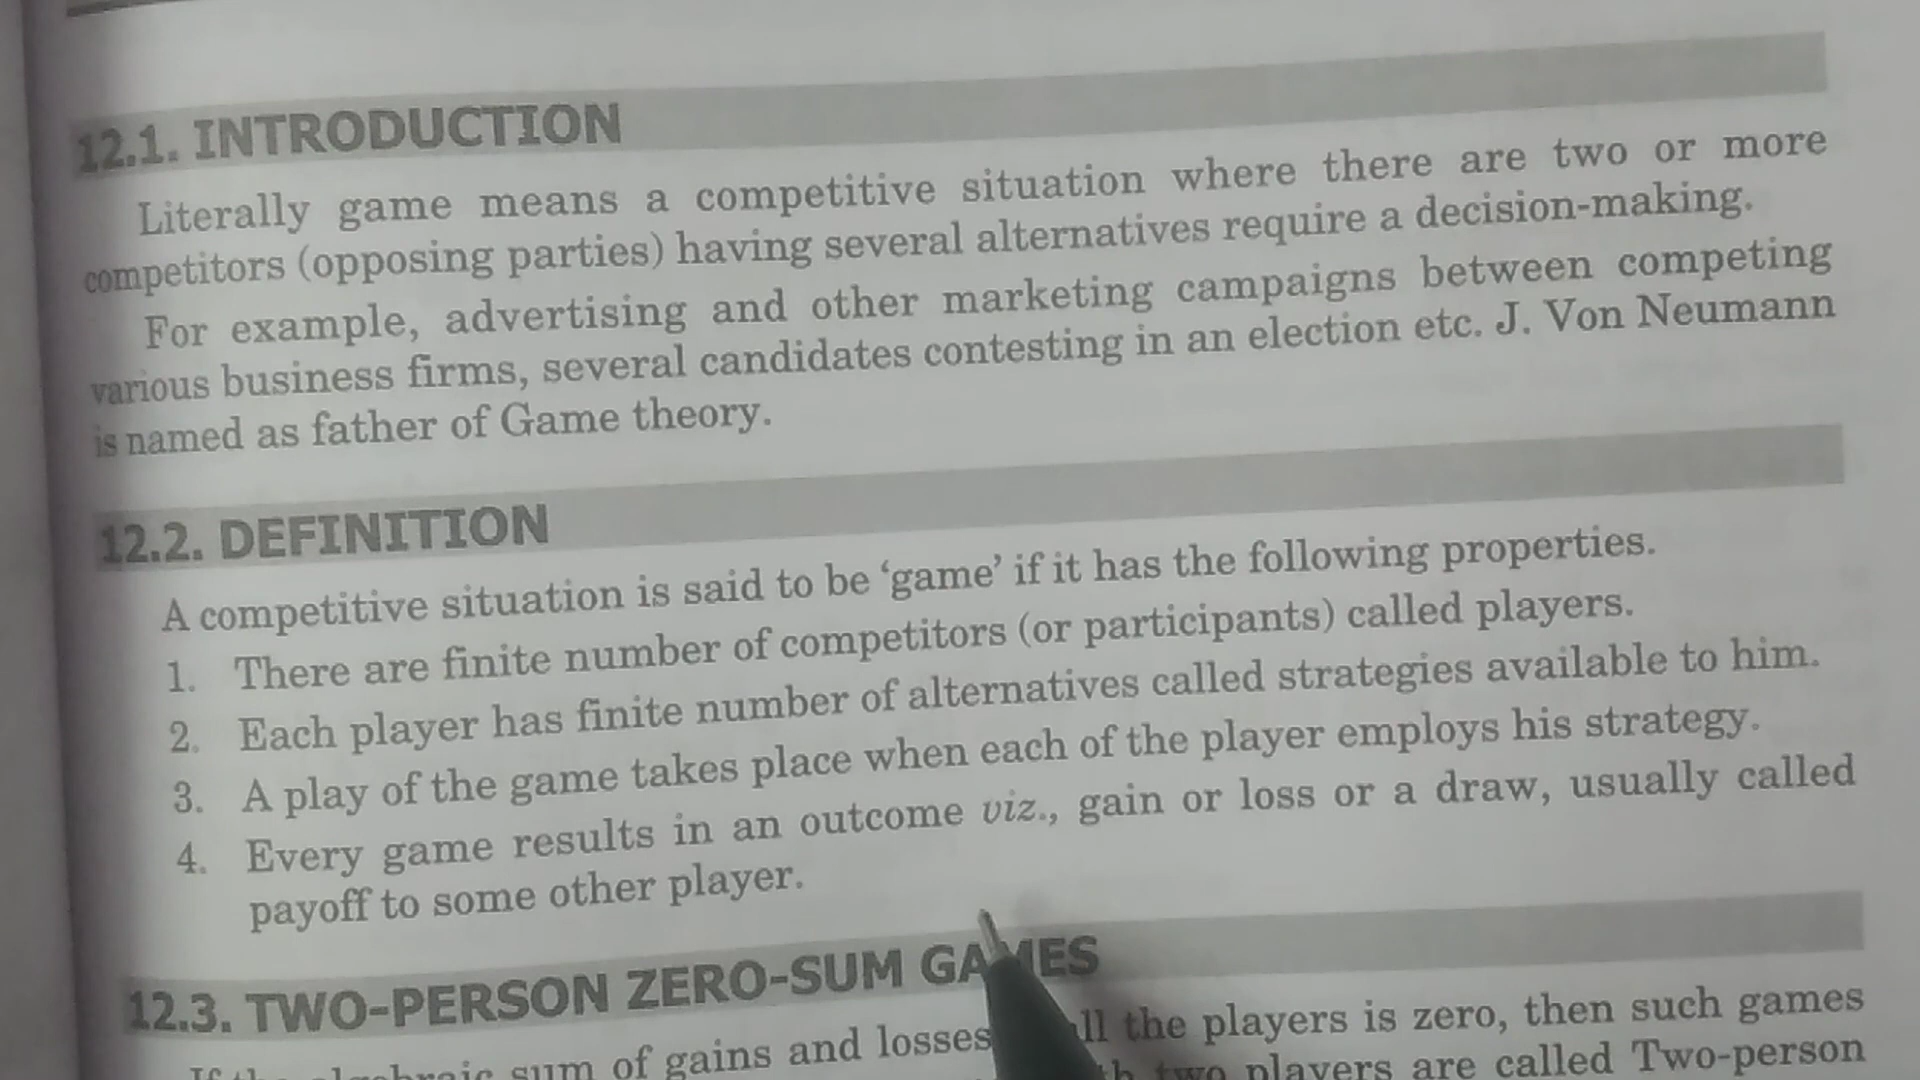 12.1. INTRODUCTION
Literally game means a competitive situation where there are two or more
competitors (opposing parties) having several alternatives require a decision-making.
For example, advertising and other marketing campaigns between competing
various business firms, several candidates contesting in an election etc. J. Von Neumann
is named as father of Game theory.
12.2. DEFINITION
A competitive situation is said to be ‘game’ if it has the following properties.
1. There are finite number of competitors (or participants) called players.
2. Each player has finite number of alternatives called strategies available to him.
3. A play of the game takes place when each of the player employs his strategy.
4. Every game results in an outcome viz., gain or loss or a draw, usually called
payoff to some other player.
12.3. TWO-PERSON ZERO-SUM GAMES
sum of gains and losses the players is zero, then such games
two players are called Two-person